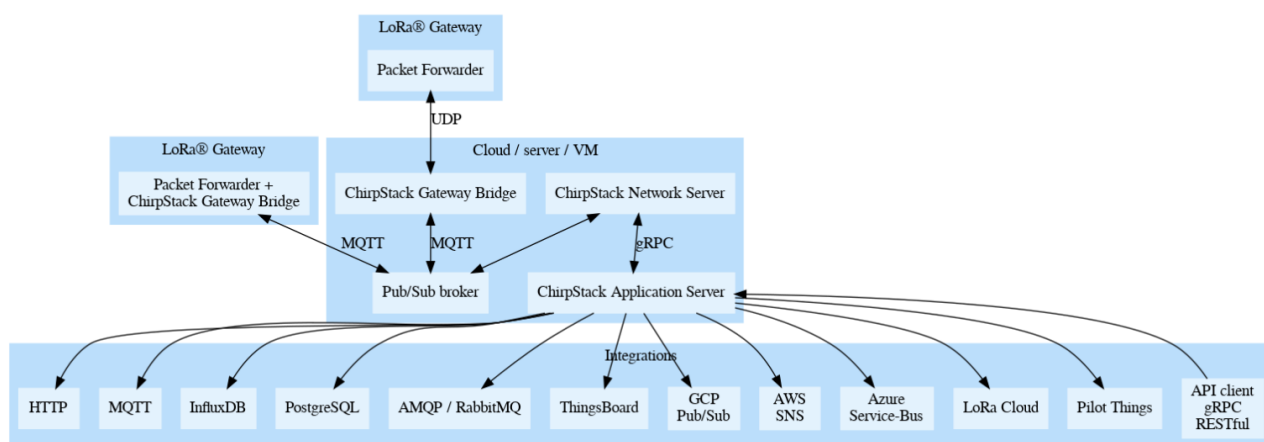 LoRa® Gateway
Packet Forwarder
UDP
LoRa® Gateway
Packet Forwarder +
ChirpStack Gateway Bridge
Cloud / server / VM
ChirpStack Gateway Bridge
ChirpStack Network Server
MQTT
MQTT
gRPC
Pub/Sub broker
ChirpStack Application Server
Integrations
HTTP
MQTT
InfluxDB
PostgreSQL
AMQP / RabbitMQ
ThingsBoard
GCP
Pub/Sub
AWS
SNS
Azure
Service-Bus
LoRa Cloud
Pilot Things
API client
gRPC
RESTful